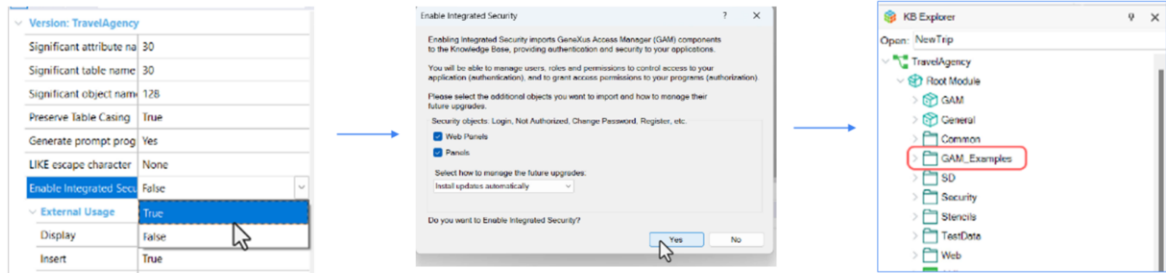 Version: TravelAgency
Significant attribute na 30
Significant table name 30
Significant object nam 128
Preserve Table Casing True
Generate prompt prog Yes
LIKE escape character None
Enable Integrated Secu False
External Usage True
Display False
Insert True
Enable Integrated Security ? X
Enabling Integrated Security imports GeneXus Access Manager (GAM) components
to the Knowledge Base, providing authentication and security to your applications.
You will be able to manage users, roles and permissions to control access to your
application (authentication), and to grant access permissions to your programs (authorization)
Please select the additional objects you want to import and how to manage their
future upgrades.
Security objects: Login, Not Authorized, Change Password, Register, etc.
Web Panels
Panels
Select how to manage the future upgrades:
Install updates automatically
Do you want to Enable Integrated Security?
Yes No
KB Explorer
Open: NewTrip
TravelAgency
Root Module
GAM
General
Common
GAM_Examples
SD
Security
Stencils
TestData
Web